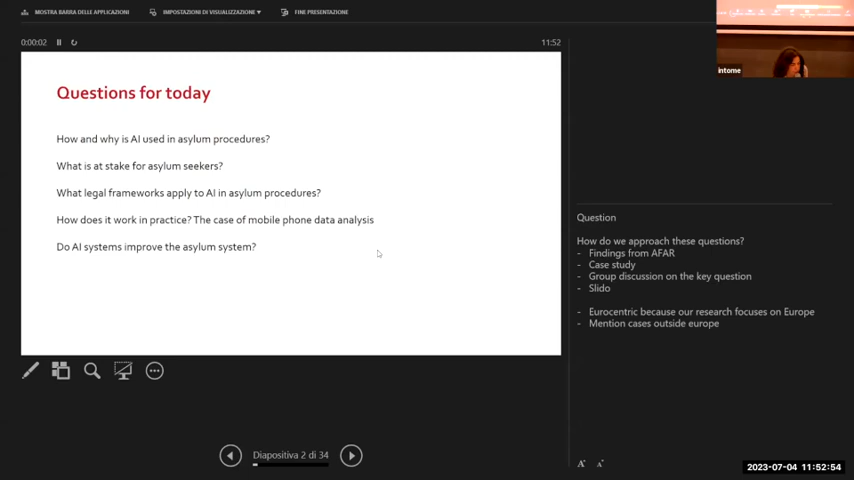 MOSTRA BARRA DELLE APPLICAZIONI
IMPOSTAZIONI DI VISUALIZZAZIONE ▼
FINE PRESENTAZIONE
0:00:02
11:52
intorne
Questions for today
How and why is AI used in asylum procedures?
What is at stake for asylum seekers?
What legal frameworks apply to AI in asylum procedures?
How does it work in practice? The case of mobile phone data analysis
Do AI systems improve the asylum system?
Question
How do we approach these questions?
- Findings from AFAR
- Case study
- Group discussion on the key question
- Slido
- Eurocentric because our research focuses on Europe
- Mention cases outside europe
Diapositiva 2 di 34
A A
2023-07-04 11:52:54